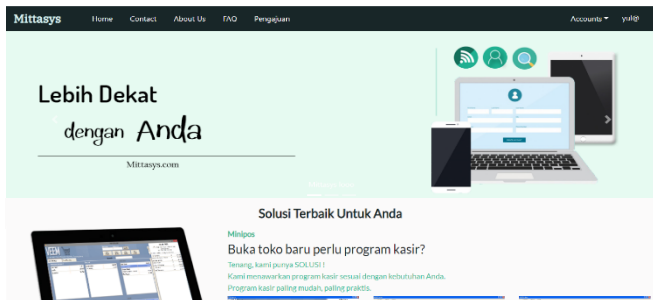 Mittasys Home Contact About Us FAQ Pengajuan Accounts yul@
Lebih Dekat
dengan Anda
Mittasys.com
Solusi Terbaik Untuk Anda
Minipos
Buka toko baru perlu program kasir?
Tenang, kami punya SOLUSI !
Kami menawarkan program kasir sesuai dengan kebutuhan Anda.
Program kasir paling mudah, paling praktis.